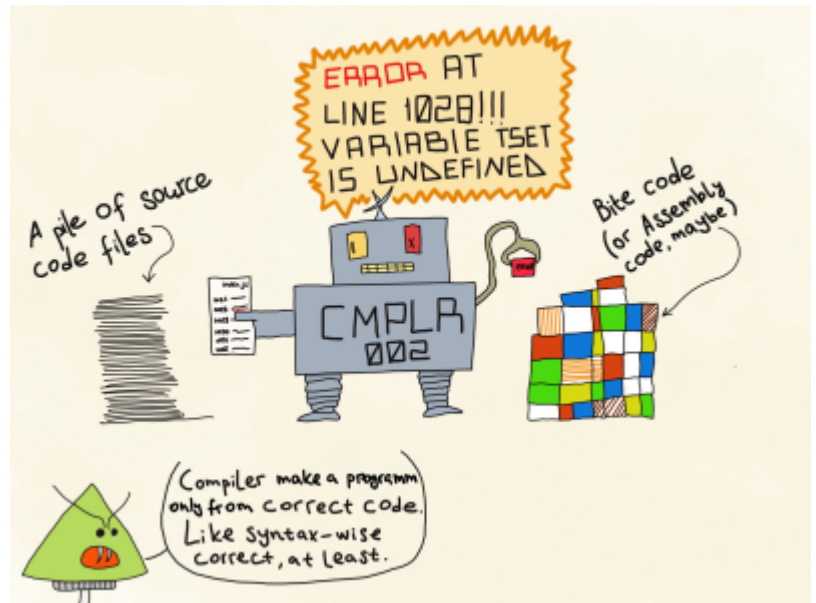 ERROR AT
LINE 1028!!!
VARIABLE TSET
IS UNDEFINED
A pile of source
code files
Bite code
(or Assembly
code, maybe)
CMPLR
002
Compiler make a programm
only from correct code.
Like syntax-wise
correct, at least.